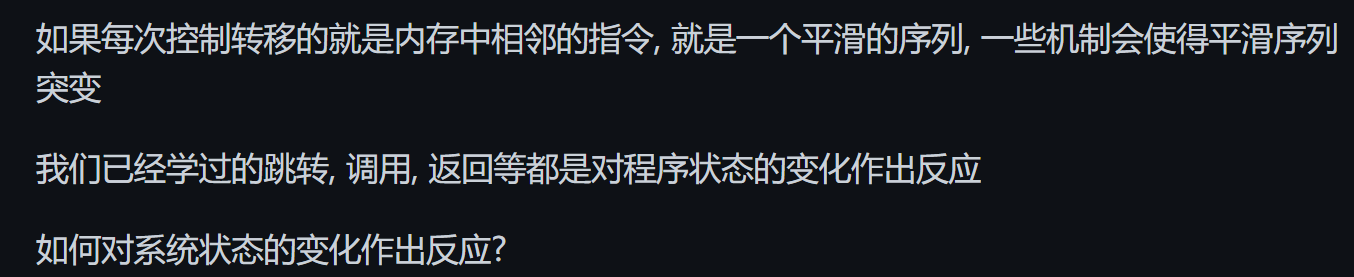 如果每次控制转移的就是内存中相邻的指令, 就是一个平滑的序列, 一些机制会使得平滑序列
突变
我们已经学过的跳转, 调用, 返回等都是对程序状态的变化作出反应
如何对系统状态的变化作出反应?